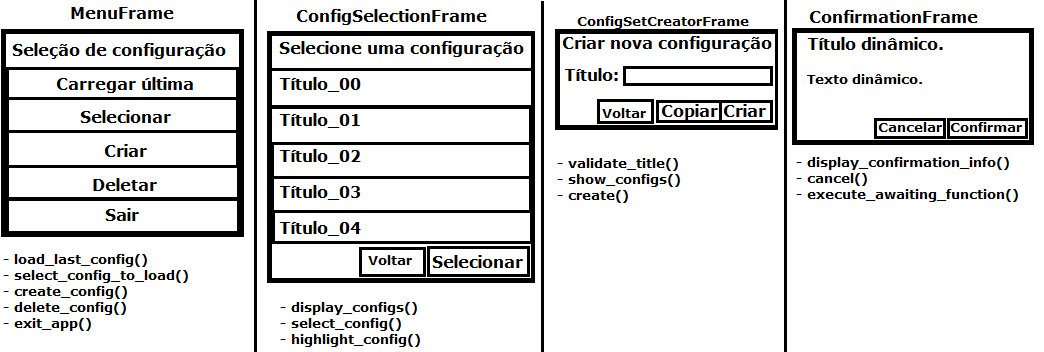 MenuFrame
Seleção de configuração
Carregar última
Selecionar
Criar
Deletar
Sair
- load_last_config()
- select_config_to_load()
- create_config()
- delete_config()
- exit_app()
ConfigSelectionFrame
Selecione uma configuração
Título_00
Título_01
Título_02
Título_03
Título_04
Voltar Selecionar
- display_configs()
- select_config()
- highlight_config()
ConfigSetCreatorFrame
Criar nova configuração
Título:
Voltar Copiar Criar
- validate_title()
- show_configs()
- create()
ConfirmationFrame
Título dinâmico.
Texto dinâmico.
Cancelar Confirmar
- display_confirmation_info()
- cancel()
- execute_awaiting_function()